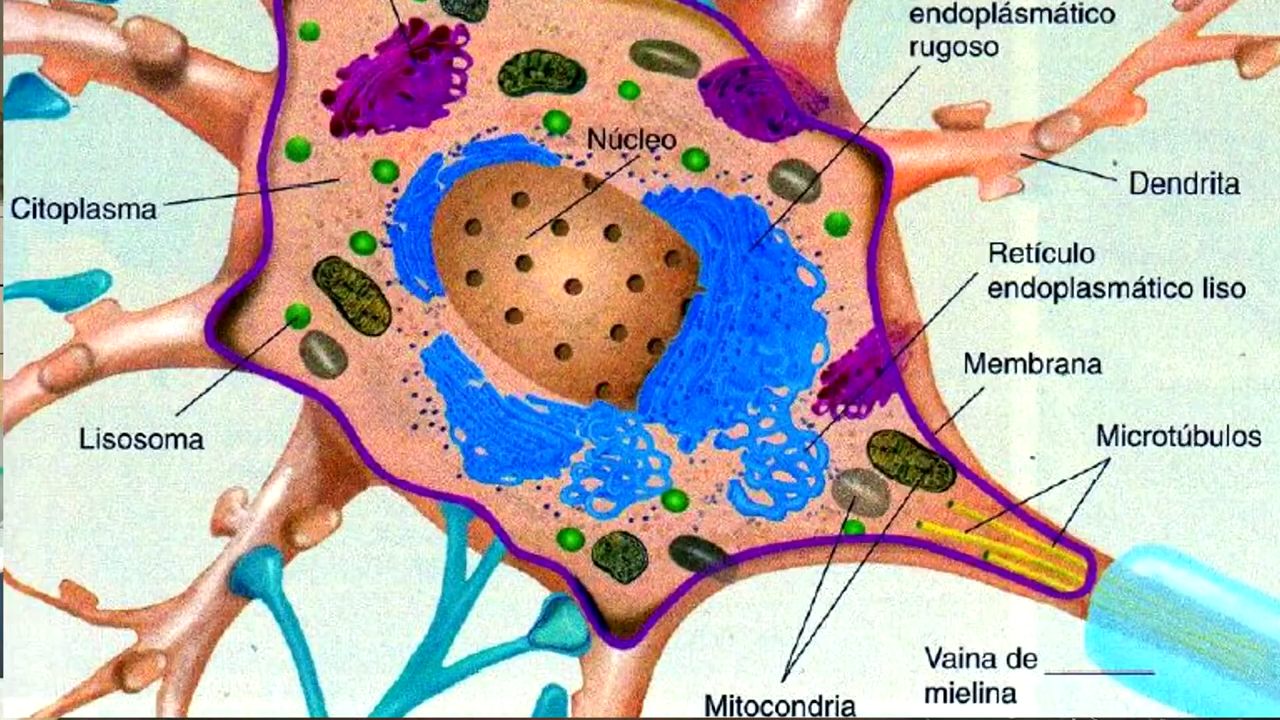 endoplásmático
rugoso
Núcleo
Dendrita
Citoplasma
Retículo
endoplasmático liso
Membrana
Lisosoma
Microtúbulos
Vaina de
mielina
Mitocondria